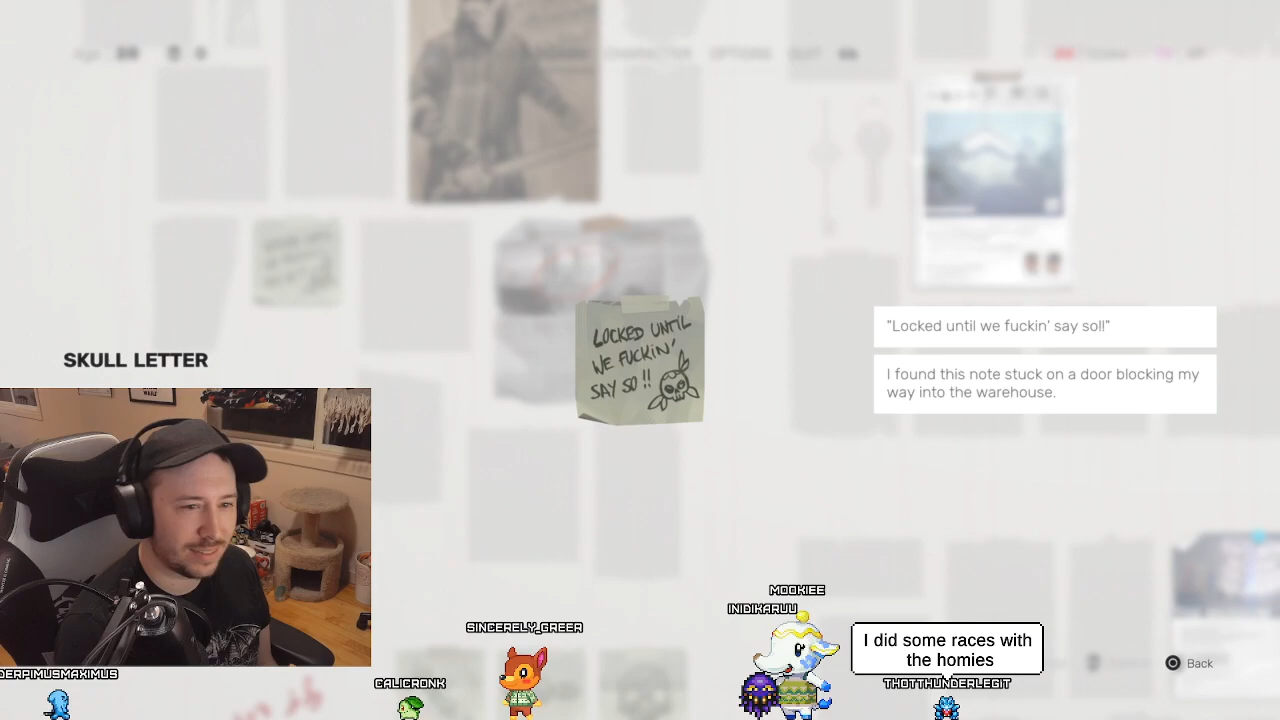 OPTIONS
LOCKED UNTIL
WE FUCKIN'
SAY SO!!
"Locked until we fuckin' say so!!"
I found this note stuck on a door blocking my
way into the warehouse.
SKULL LETTER
MOOKIEE
INIDIKARUU
SINCERELY_GREER
I did some races with
the homies
Back
DERPIMUSMAXIMUS
CALICRONK
THOTTHUNDERLEGIT